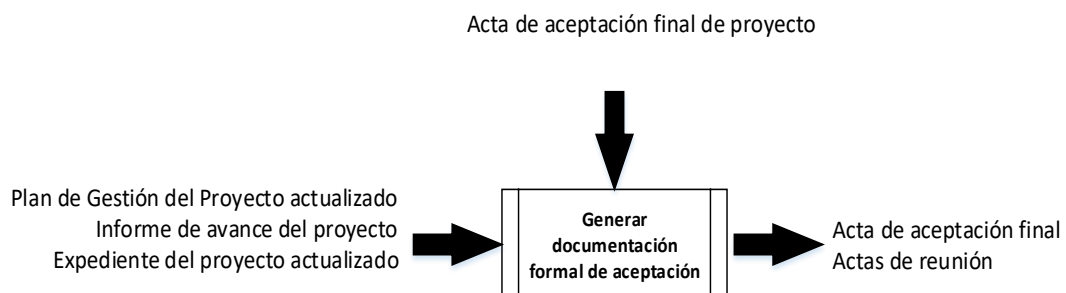 Acta de aceptación final de proyecto
Plan de Gestión del Proyecto actualizado
Informe de avance del proyecto
Expediente del proyecto actualizado
Generar
documentación
formal de aceptación
Acta de aceptación final
Actas de reunión